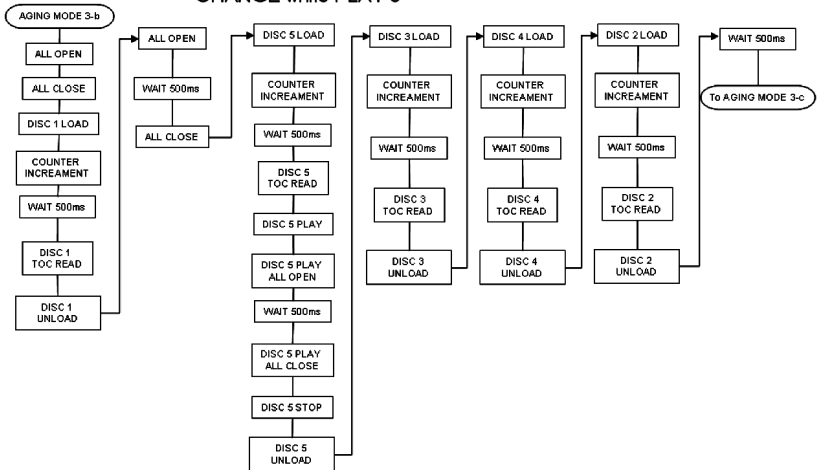 CHANGE whilst PLAY 5
AGING MODE 3-b
ALL OPEN
ALL CLOSE
DISC 1 LOAD
COUNTER
INCREAMENT
WAIT 500ms
DISC 1
TOC READ
DISC 1
UNLOAD
ALL OPEN
WAIT 500ms
ALL CLOSE
DISC 5 LOAD
COUNTER
INCREAMENT
WAIT 500ms
DISC 5
TOC READ
DISC 5 PLAY
DISC 5 PLAY
ALL OPEN
WAIT 500ms
DISC 5 PLAY
ALL CLOSE
DISC 5 STOP
DISC 5
UNLOAD
DISC 3 LOAD
COUNTER
INCREAMENT
WAIT 500ms
DISC 3
TOC READ
DISC 3
UNLOAD
DISC 4 LOAD
COUNTER
INCREAMENT
WAIT 500ms
DISC 4
TOC READ
DISC 4
UNLOAD
DISC 2 LOAD
COUNTER
INCREAMENT
WAIT 500ms
DISC 2
TOC READ
DISC 2
UNLOAD
WAIT 500ms
To AGING MODE 3-c